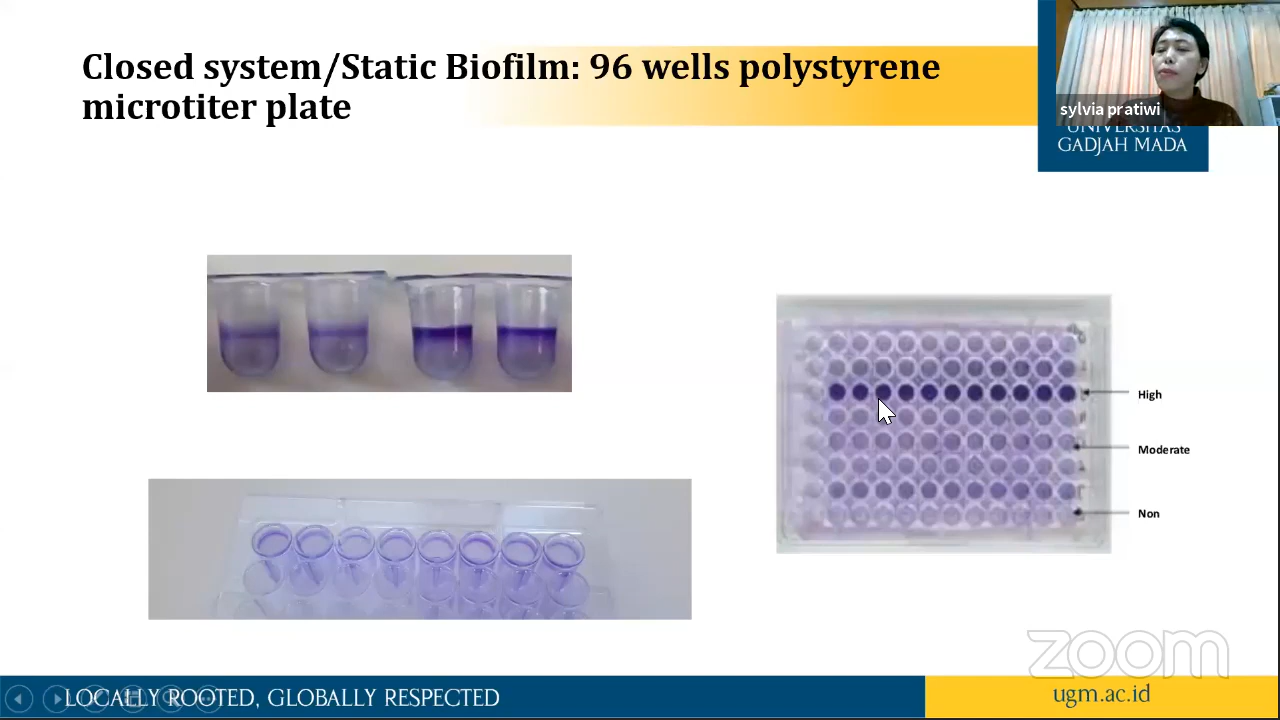 Closed system/Static Biofilm: 96 wells polystyrene
microtiter plate
sylvia pratiwi
UNIVERSITAS
GADJAH MADA
High
Moderate
Non
zoom
LOCALLY ROOTED, GLOBALLY RESPECTED
ugm.ac.id